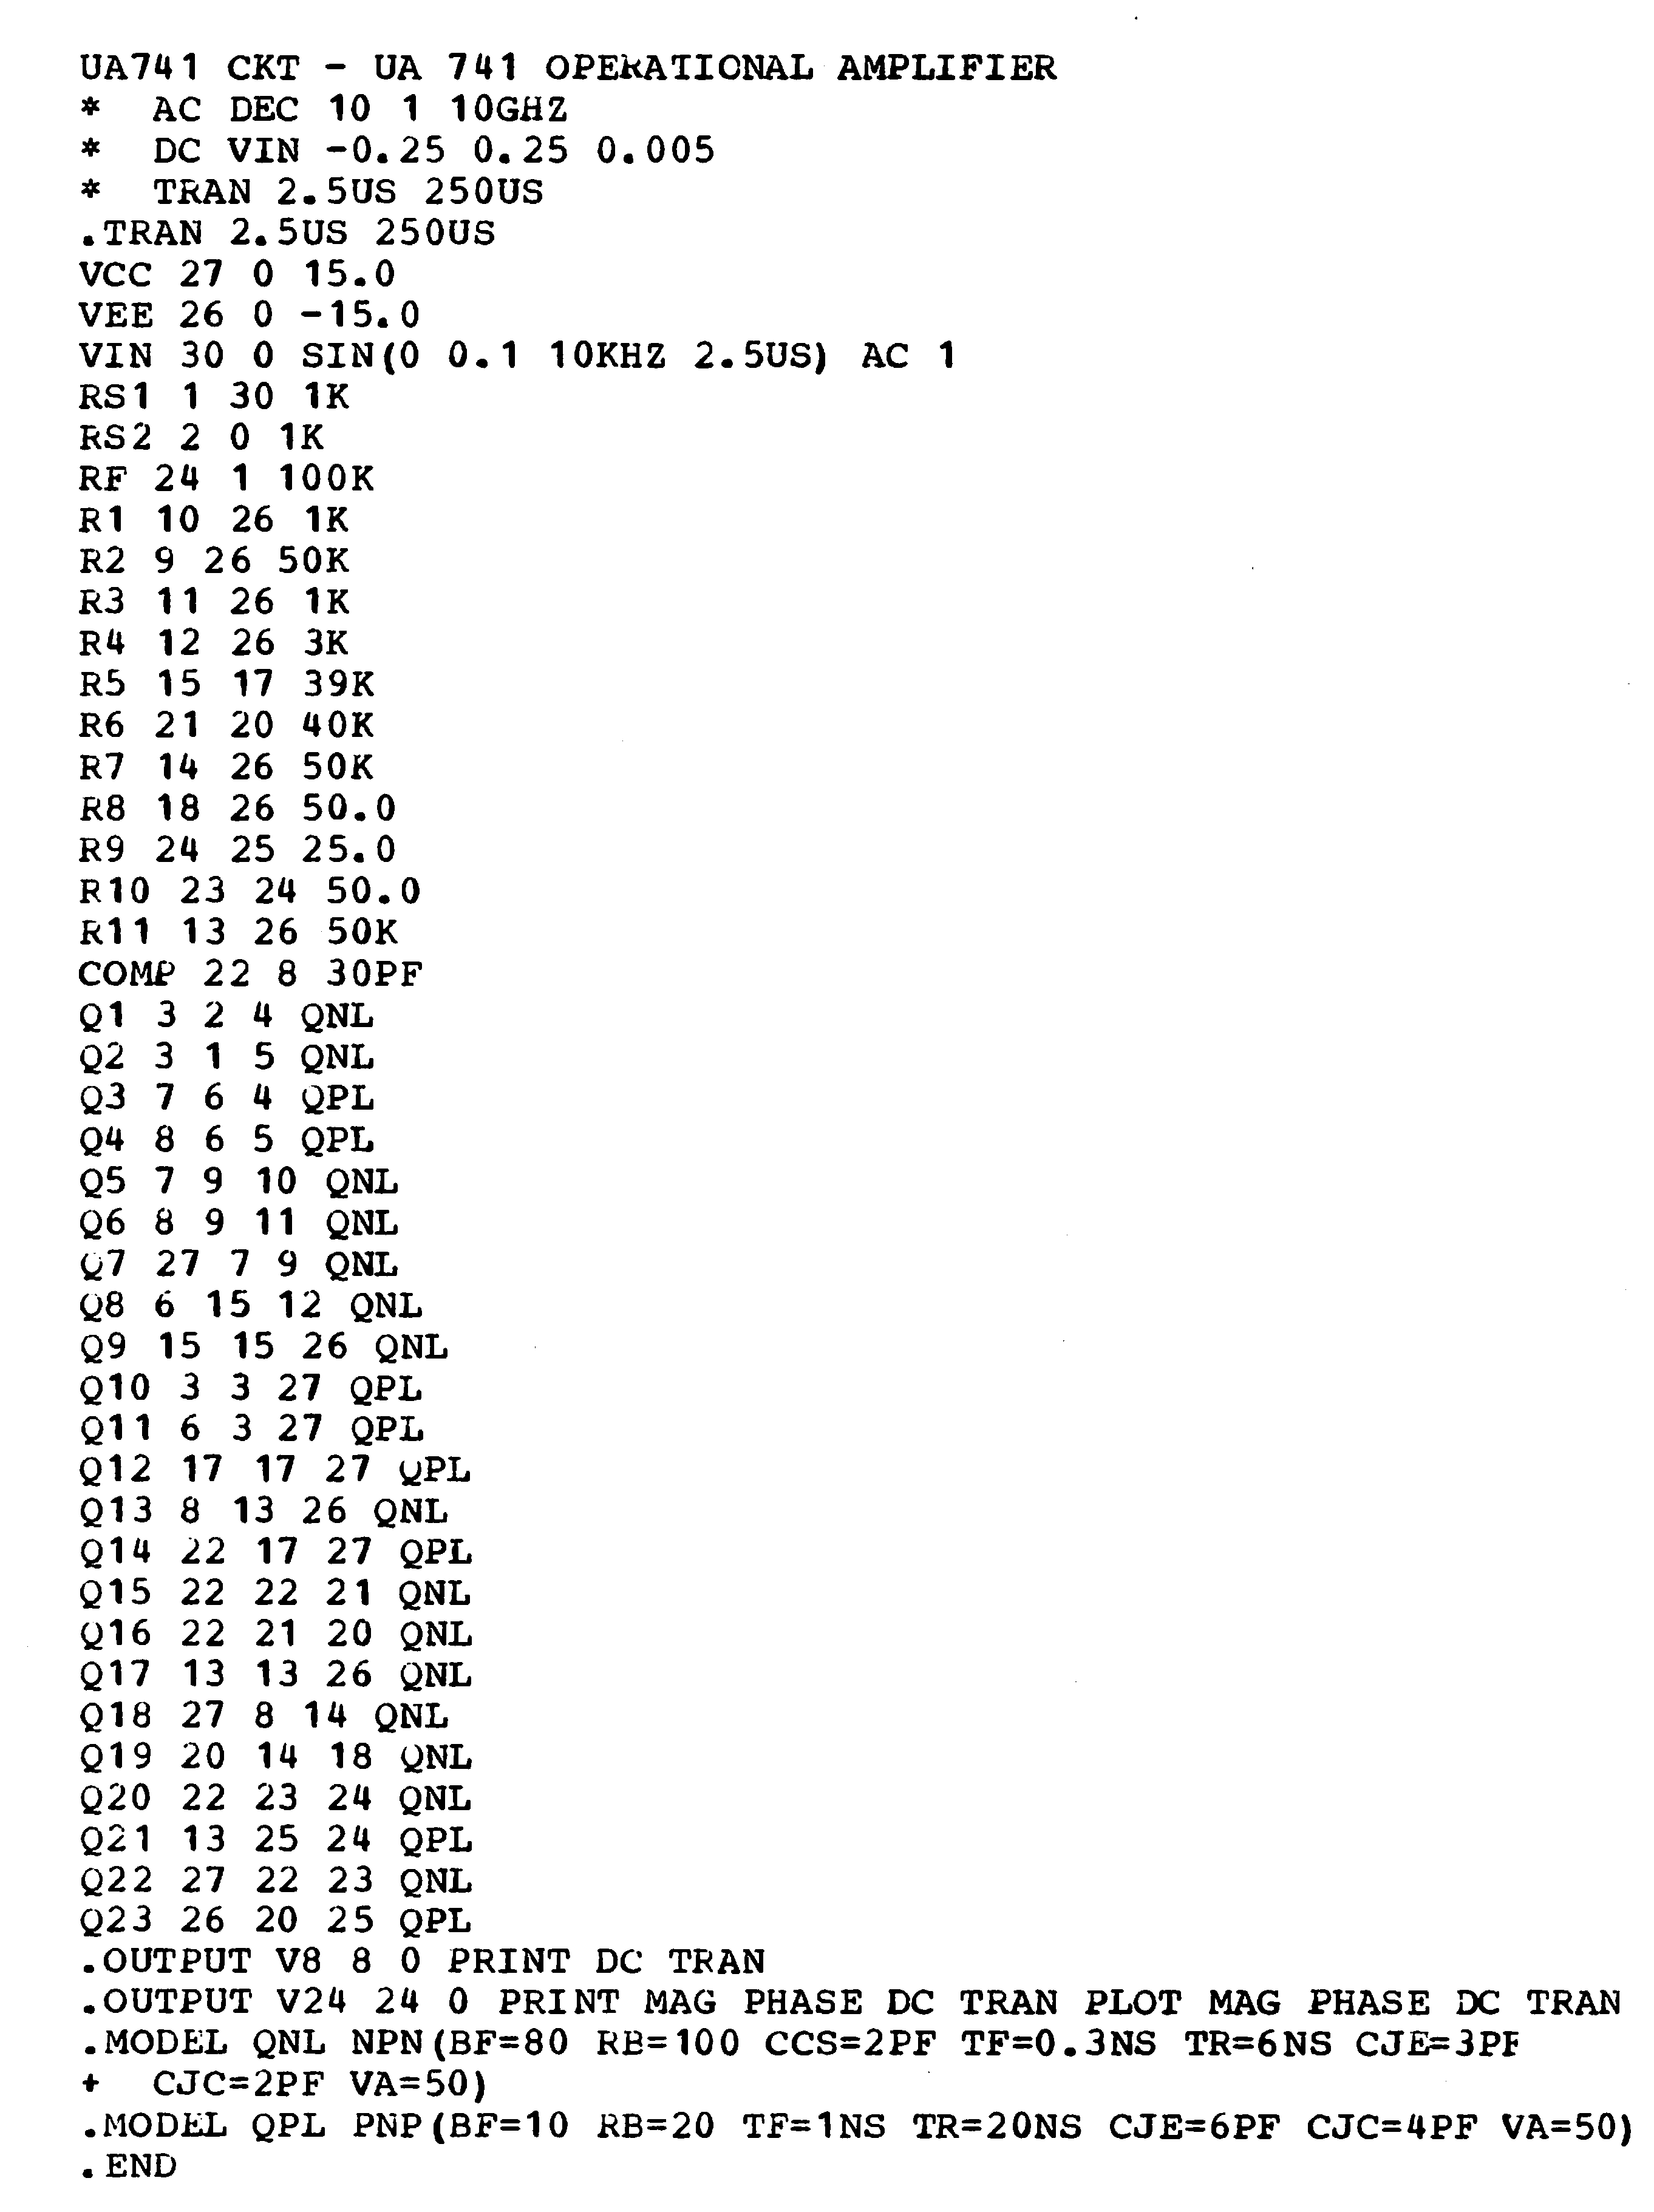 UA741 CKT - UA 741 OPERATIONAL AMPLIFIER
* AC DEC 10 1 10GHZ
* DC VIN -0.25 0.25 0.005
* TRAN 2.5US 250US
.TRAN 2.5US 250US
VCC 27 0 15.0
VEE 26 0 -15.0
VIN 30 0 SIN(0 0.1 10KHZ 2.5US) AC 1
RS1 1 30 1K
RS2 2 0 1K
RF 24 1 100K
R1 10 26 1K
R2 9 26 50K
R3 11 26 1K
R4 12 26 3K
R5 15 17 39K
R6 21 20 40K
R7 14 26 50K
R8 18 26 50.0
R9 24 25 25.0
R10 23 24 50.0
R11 13 26 50K
COMP 22 8 30PF
Q1 3 2 4 QNL
Q2 3 1 5 QNL
Q3 7 6 4 QPL
Q4 8 6 5 QPL
Q5 7 9 10 QNL
Q6 8 9 11 QNL
Q7 27 7 9 QNL
Q8 6 15 12 QNL
Q9 15 15 26 QNL
Q10 3 3 27 QPL
Q11 6 3 27 QPL
Q12 17 17 27 QPL
Q13 8 13 26 QNL
Q14 22 17 27 QPL
Q15 22 22 21 QNL
Q16 22 21 20 QNL
Q17 13 13 26 QNL
Q18 27 8 14 QNL
Q19 20 14 18 QNL
Q20 22 23 24 QNL
Q21 13 25 24 QPL
Q22 27 22 23 QNL
Q23 26 20 25 QPL
.OUTPUT V8 8 0 PRINT DC TRAN
.OUTPUT V24 24 0 PRINT MAG PHASE DC TRAN PLOT MAG PHASE DC TRAN
.MODEL QNL NPN(BF=80 RB=100 CCS=2PF TF=0.3NS TR=6NS CJE=3PF
+ CJC=2PF VA=50)
.MODEL QPL PNP(BF=10 RB=20 TF=1NS TR=20NS CJE=6PF CJC=4PF VA=50)
.END